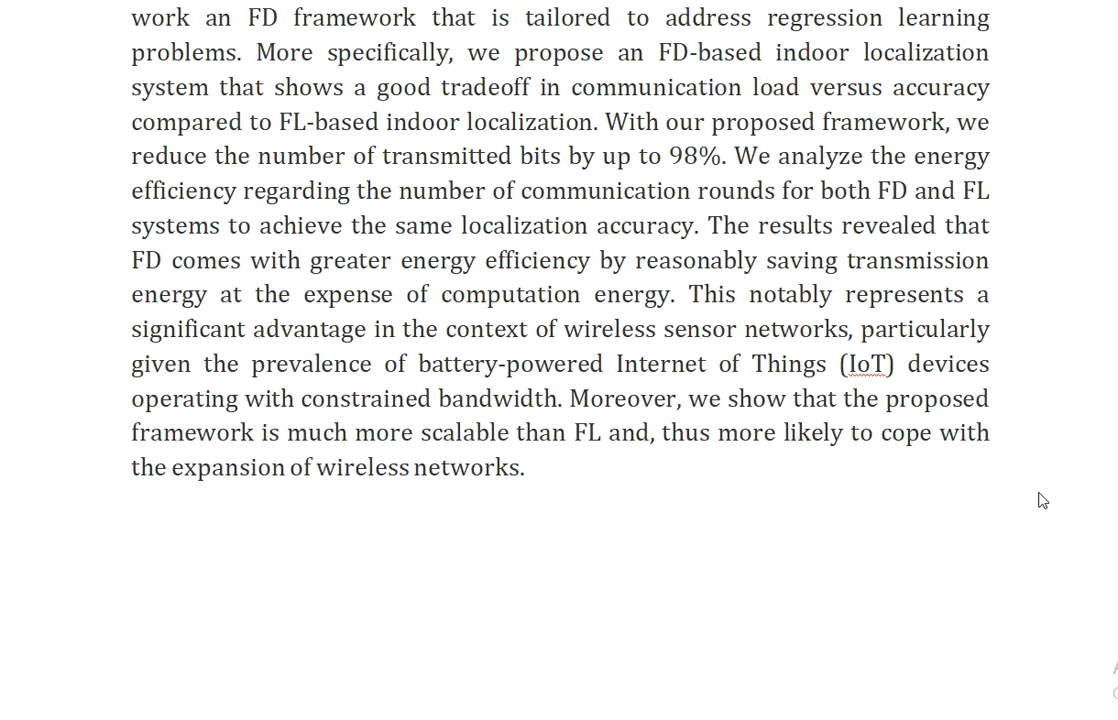 work an FD framework that is tailored to address regression learning
problems. More specifically, we propose an FD-based indoor localization
system that shows a good tradeoff in communication load versus accuracy
compared to FL-based indoor localization. With our proposed framework, we
reduce the number of transmitted bits by up to 98%. We analyze the energy
efficiency regarding the number of communication rounds for both FD and FL
systems to achieve the same localization accuracy. The results revealed that
FD comes with greater energy efficiency by reasonably saving transmission
energy at the expense of computation energy. This notably represents a
significant advantage in the context of wireless sensor networks, particularly
given the prevalence of battery-powered Internet of Things (IoT) devices
operating with constrained bandwidth. Moreover, we show that the proposed
framework is much more scalable than FL and, thus more likely to cope with
the expansion of wireless networks.